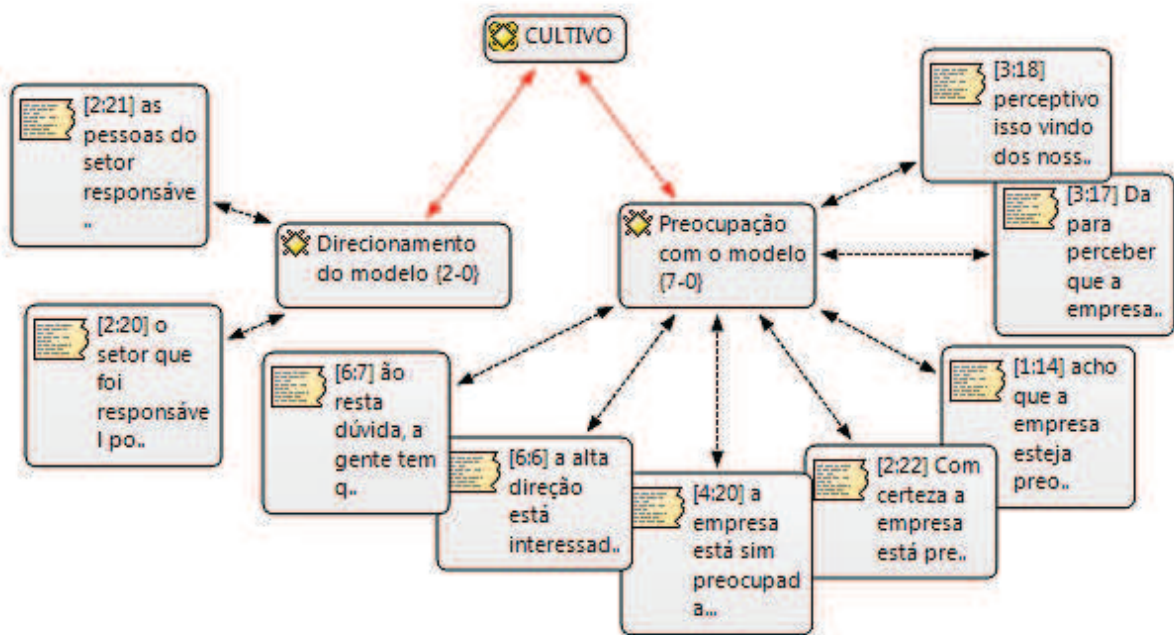 CULTIVO
[2:21] as
pessoas do
setor
responsáve
..
[3:18]
perceptivo
isso vindo
dos noss..
[3:17] Da
para
perceber
que a
empresa..
Direcionamento
do modelo {2-0}
Preocupação
com o modelo
{7-0}
[2:20] o
setor que
foi
responsáve
l po..
[6:7] ão
resta
dúvida, a
gente tem
q..
[6:6] a alta
direção
está
interessad..
[4:20] a
empresa
está sim
preocupad
a...
[2:22] Com
certeza a
empresa
está pre..
[1:14] acho
que a
empresa
esteja
preo..